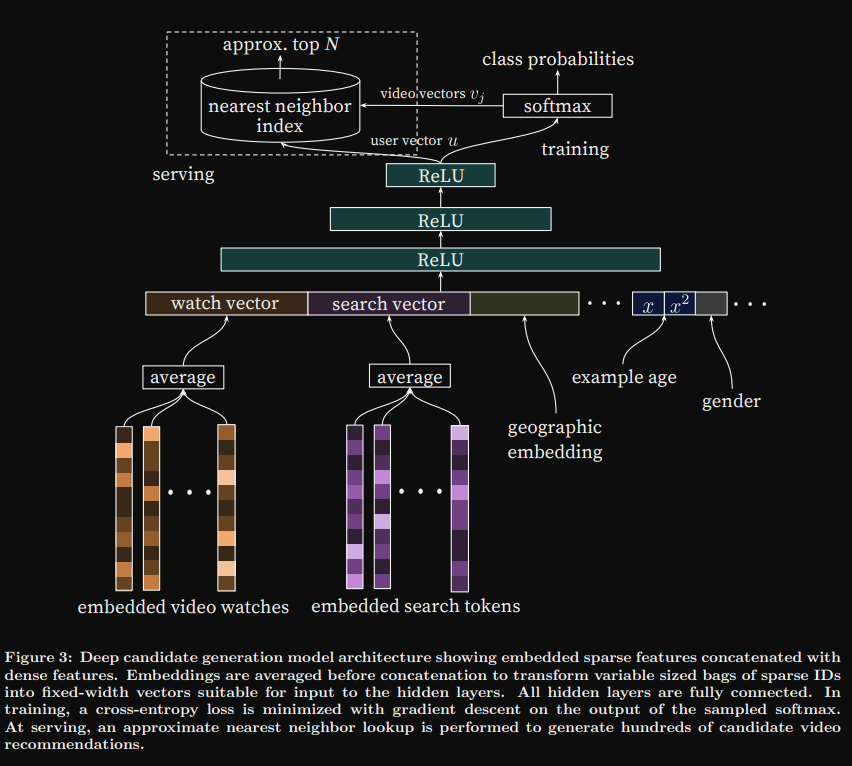 approx. top N
class probabilities
video vectors v_j
nearest neighbor
index
softmax
user vector u
training
serving
ReLU
ReLU
ReLU
watch vector
search vector
x
x²
average
average
example age
gender
geographic
embedding
embedded video watches
embedded search tokens
Figure 3: Deep candidate generation model architecture showing embedded sparse features concatenated with
dense features. Embeddings are averaged before concatenation to transform variable sized bags of sparse IDs
into fixed-width vectors suitable for input to the hidden layers. All hidden layers are fully connected. In
training, a cross-entropy loss is minimized with gradient descent on the output of the sampled softmax.
At serving, an approximate nearest neighbor lookup is performed to generate hundreds of candidate video
recommendations.